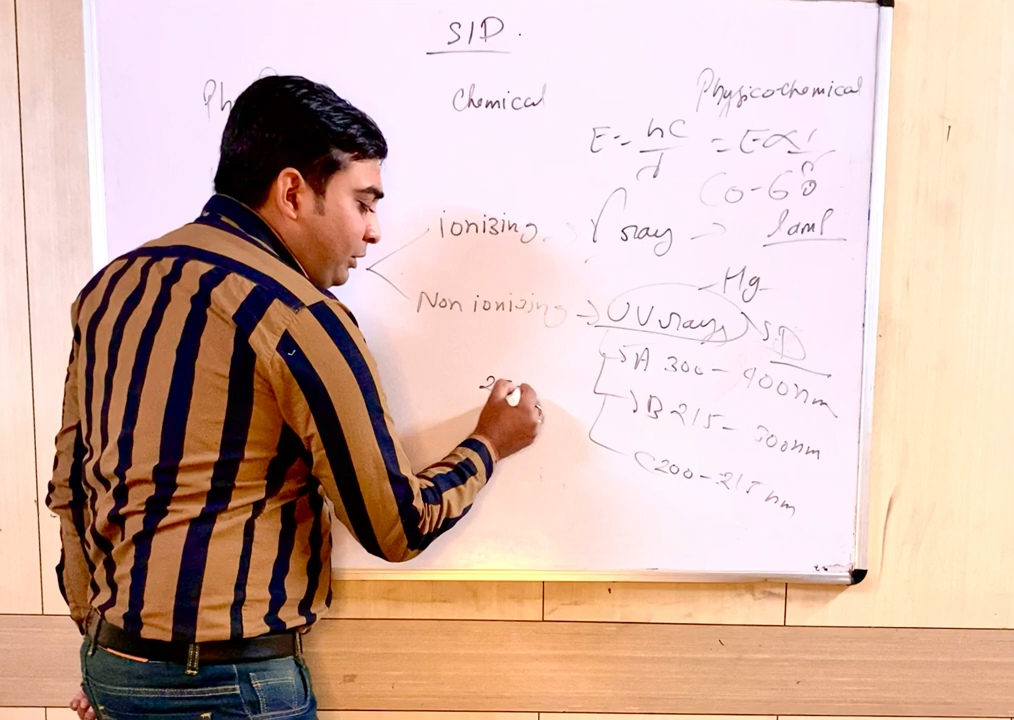 S/D.
Ph
Chemical
Physicochemical
E = hC/λ = E∝ 1/λ
Co-60
ionizing → γ ray → lamp
Hg
Non ionizing → UV rays S/D
A 300 - 400nm
B 215 - 300nm
C 200 - 215 nm
2